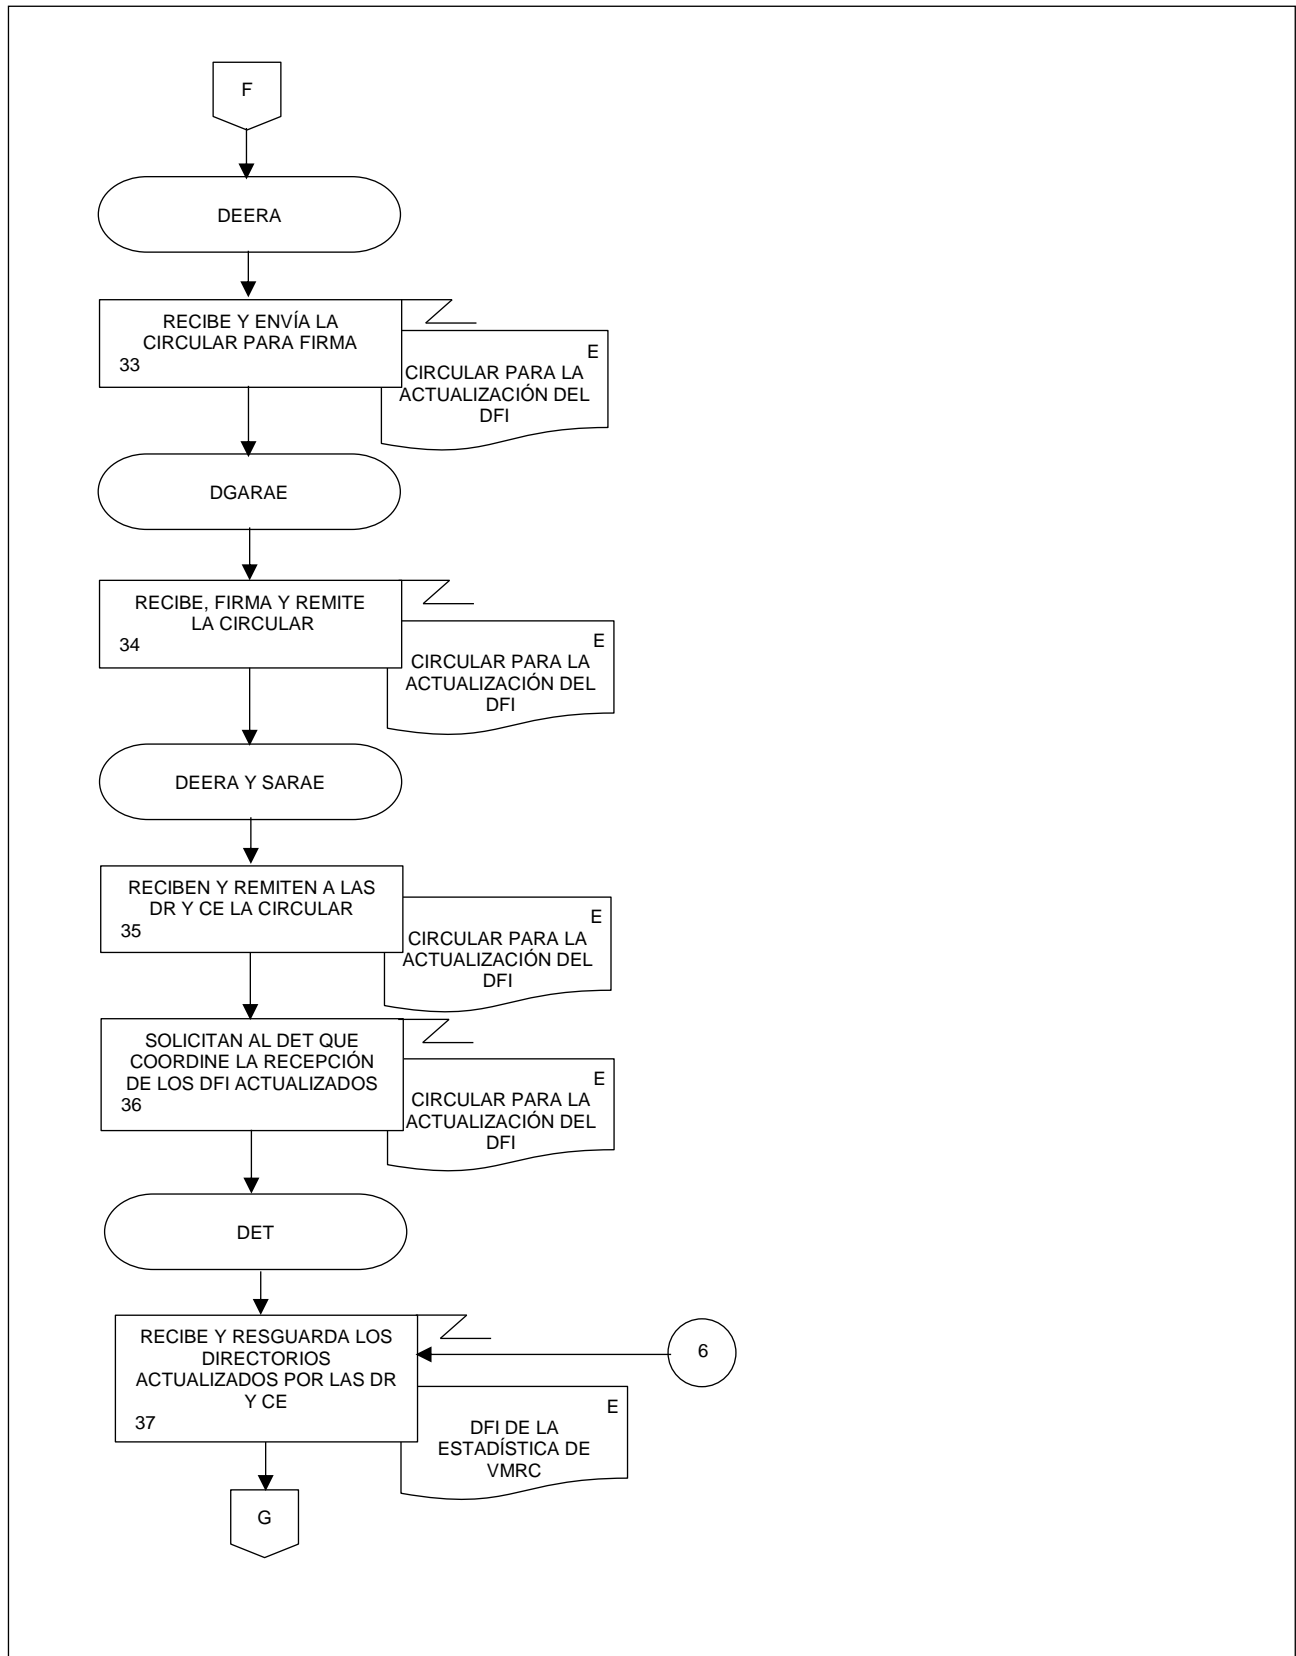 F
DEERA
RECIBE Y ENVÍA LA
CIRCULAR PARA FIRMA
33
E
CIRCULAR PARA LA
ACTUALIZACIÓN DEL
DFI
DGARAE
RECIBE, FIRMA Y REMITE
LA CIRCULAR
34
E
CIRCULAR PARA LA
ACTUALIZACIÓN DEL
DFI
DEERA Y SARAE
RECIBEN Y REMITEN A LAS
DR Y CE LA CIRCULAR
35
E
CIRCULAR PARA LA
ACTUALIZACIÓN DEL
DFI
SOLICITAN AL DET QUE
COORDINE LA RECEPCIÓN
DE LOS DFI ACTUALIZADOS
36
E
CIRCULAR PARA LA
ACTUALIZACIÓN DEL
DFI
DET
RECIBE Y RESGUARDA LOS
DIRECTORIOS
ACTUALIZADOS POR LAS DR
Y CE
37
6
E
DFI DE LA
ESTADÍSTICA DE
VMRC
G